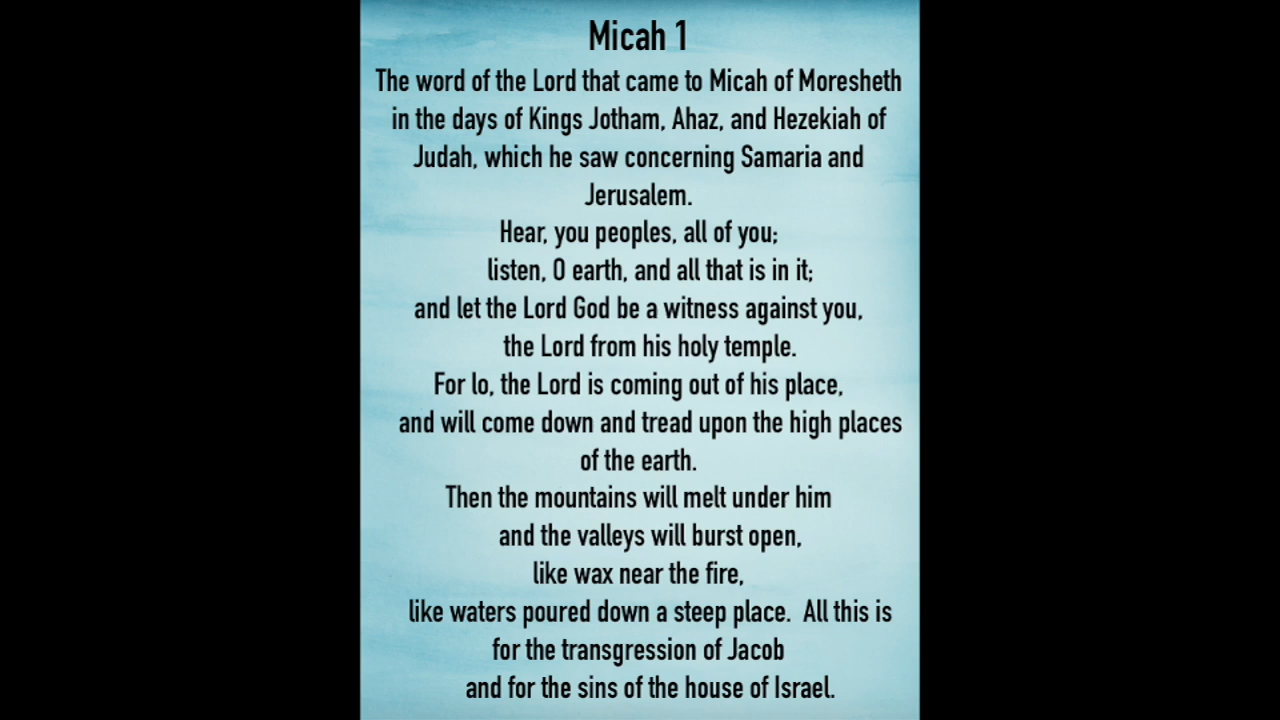 Micah 1
The word of the Lord that came to Micah of Moresheth
in the days of Kings Jotham, Ahaz, and Hezekiah of
Judah, which he saw concerning Samaria and
Jerusalem.
Hear, you peoples, all of you;
listen, O earth, and all that is in it;
and let the Lord God be a witness against you,
the Lord from his holy temple.
For lo, the Lord is coming out of his place,
and will come down and tread upon the high places
of the earth.
Then the mountains will melt under him
and the valleys will burst open,
like wax near the fire,
like waters poured down a steep place.  All this is
for the transgression of Jacob
and for the sins of the house of Israel.